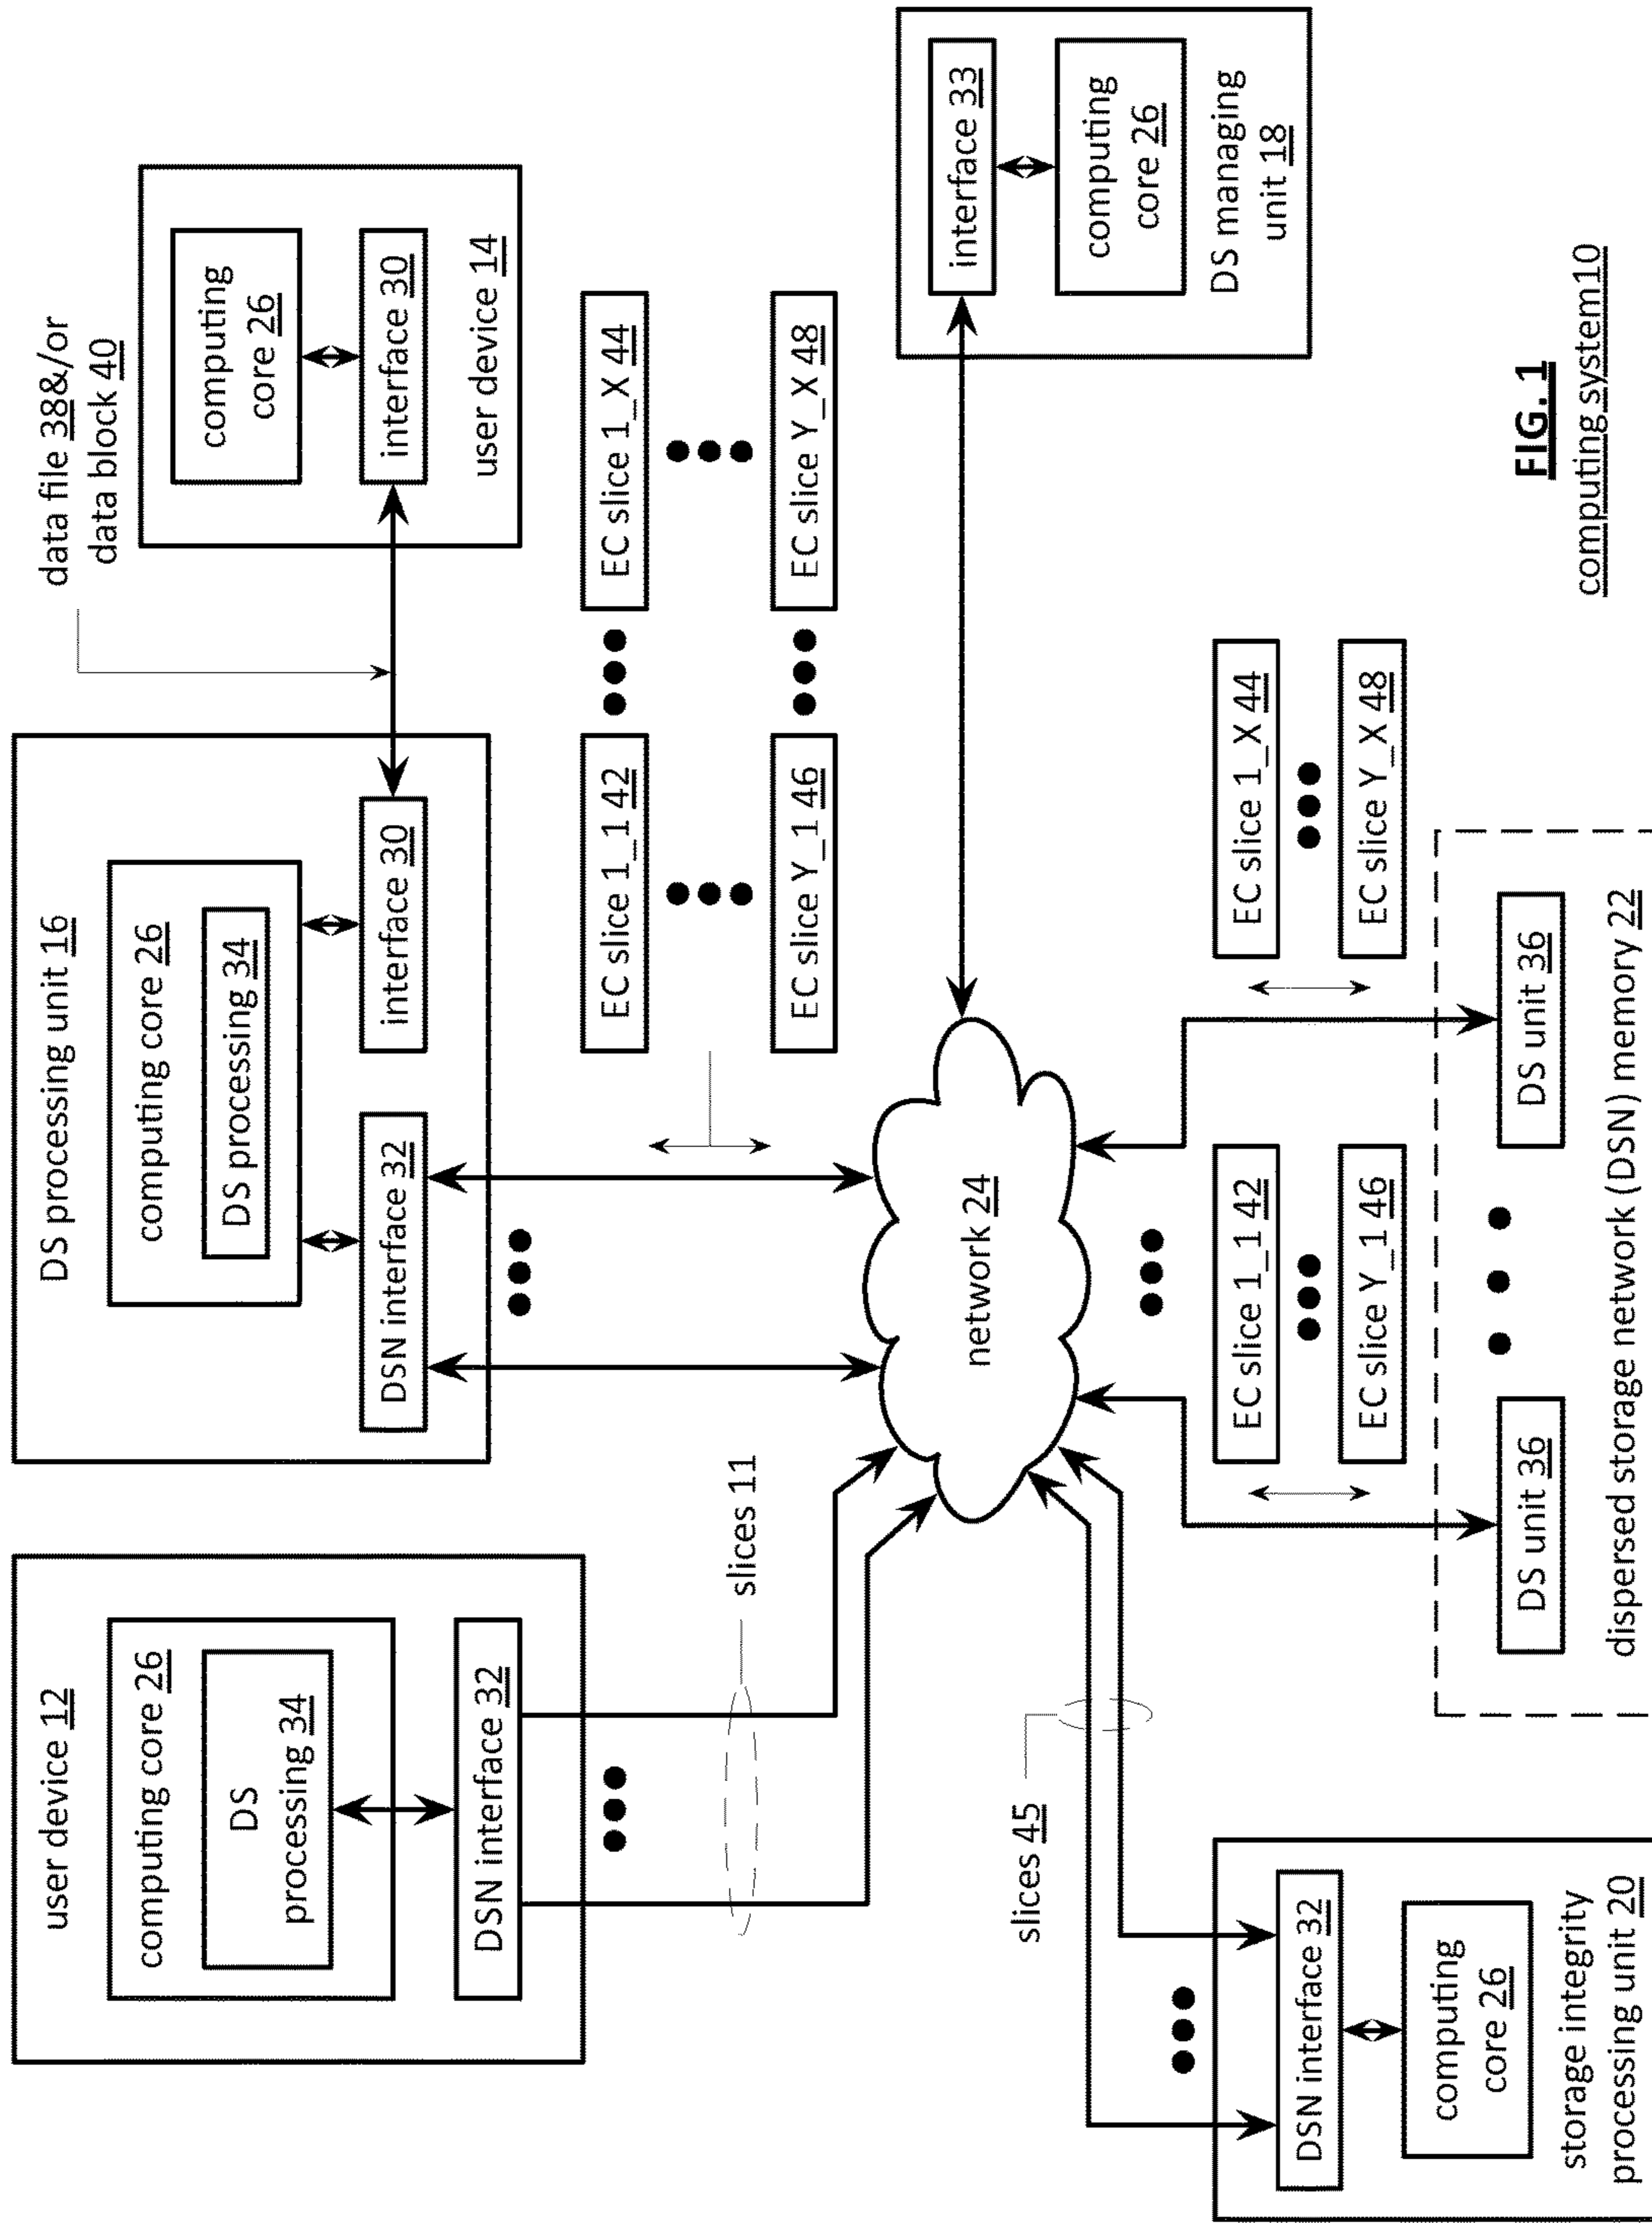 user device 12
computing core 26
DS
processing 34
DSN interface 32
slices 11
DS processing unit 16
computing core 26
DS processing 34
DSN interface 32
interface 30
data file 38&/or
data block 40
computing
core 26
interface 30
user device 14
EC slice 1_1 42
EC slice 1_X 44
EC slice Y_1 46
EC slice Y_X 48
network 24
interface 33
computing
core 26
DS managing
unit 18
slices 45
DSN interface 32
computing
core 26
storage integrity
processing unit 20
EC slice 1_1 42
EC slice Y_1 46
EC slice 1_X 44
EC slice Y_X 48
DS unit 36
DS unit 36
dispersed storage network (DSN) memory 22
FIG. 1
computing system10